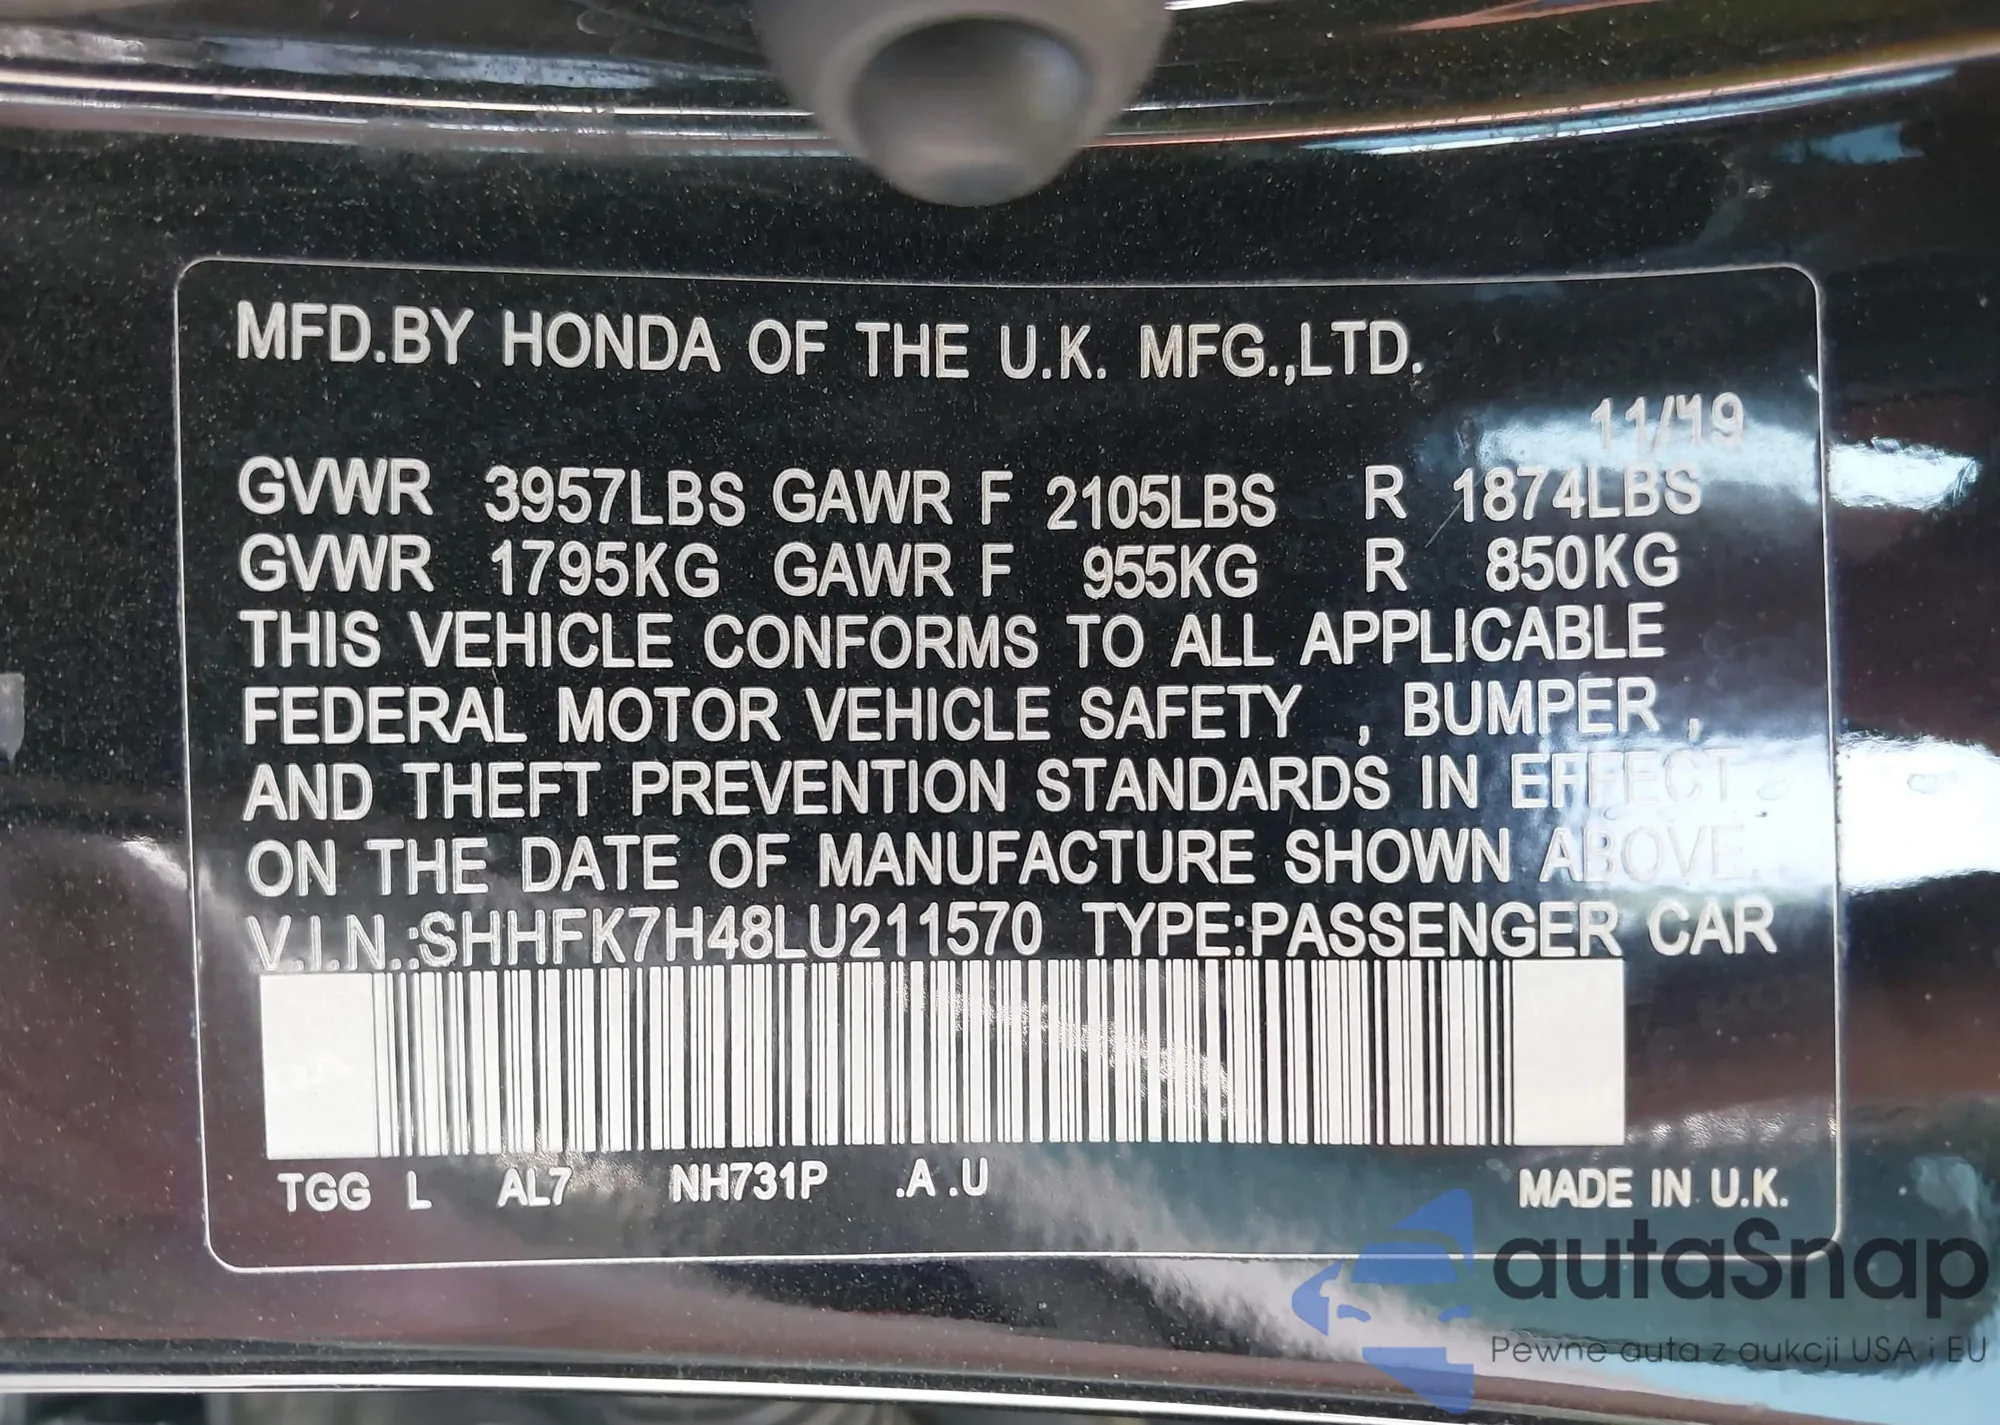 MFD.BY HONDA OF THE U.K. MFG.,LTD.
11/19
GVWR 3957LBS GAWR F 2105LBS R 1874LBS
GVWR 1795KG GAWR F 955KG R 850KG
THIS VEHICLE CONFORMS TO ALL APPLICABLE
FEDERAL MOTOR VEHICLE SAFETY , BUMPER ,
AND THEFT PREVENTION STANDARDS IN EFFECT
ON THE DATE OF MANUFACTURE SHOWN ABOVE.
V.I.N.:SHHFK7H48LU211570 TYPE:PASSENGER CAR
TGG L AL7 NH731P .A .U MADE IN U.K.
autaSnap
Pewne auta z aukcji USA i EU